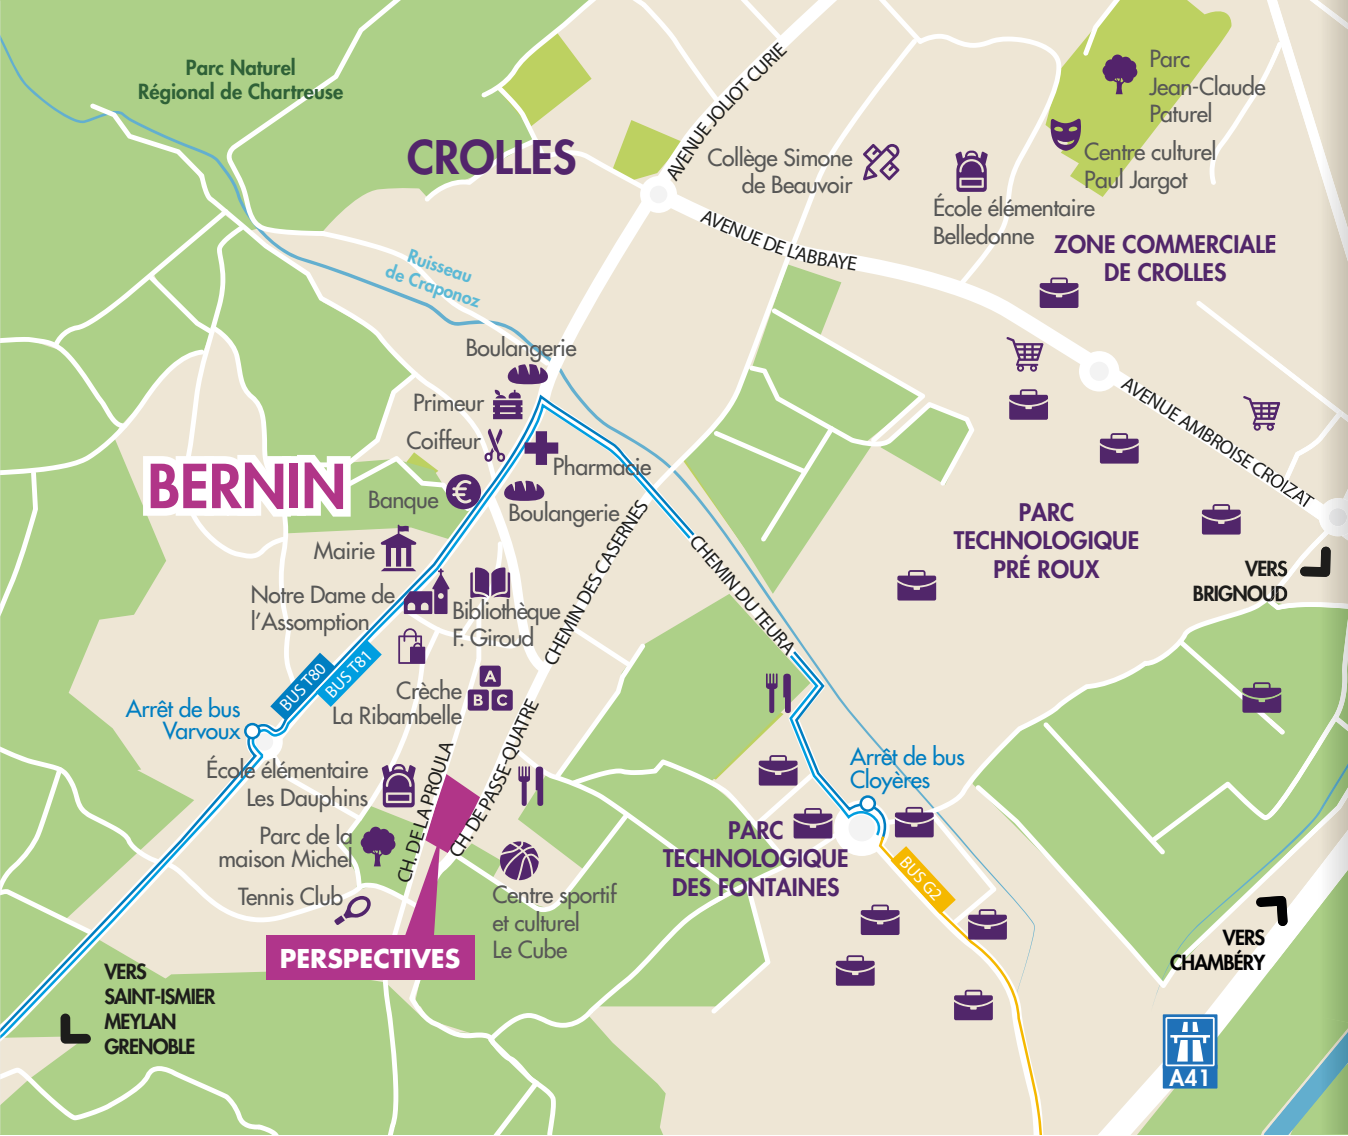 Parc Naturel
Régional de Chartreuse
CROLLES
AVENUE JOLIOT CURIE
Collège Simone
de Beauvoir
Parc
Jean-Claude
Paturel
Centre culturel
Paul Jargot
École élémentaire
Belledonne
AVENUE DE L'ABBAYE
ZONE COMMERCIALE
DE CROLLES
Ruisseau
de Craponoz
Boulangerie
Primeur
Coiffeur
Pharmacie
BERNIN
Banque
€
Boulangerie
AVENUE AMBROISE CROIZAT
PARC
TECHNOLOGIQUE
PRÉ ROUX
VERS
BRIGNOUD
Mairie
CHEMIN DES CASERNES
CHEMIN DU TEURA
Notre Dame de
l'Assomption
Bibliothèque
F. Giroud
BUS T80
BUS T81
Crèche
La Ribambelle
A
B C
Arrêt de bus
Varvoux
École élémentaire
Les Dauphins
CH. DE LA PROULA
CH. DE PASSE-QUATRE
Arrêt de bus
Cloyères
Parc de la
maison Michel
PARC
TECHNOLOGIQUE
DES FONTAINES
BUS G2
Tennis Club
Centre sportif
et culturel
Le Cube
PERSPECTIVES
VERS
SAINT-ISMIER
MEYLAN
GRENOBLE
VERS
CHAMBÉRY
A41